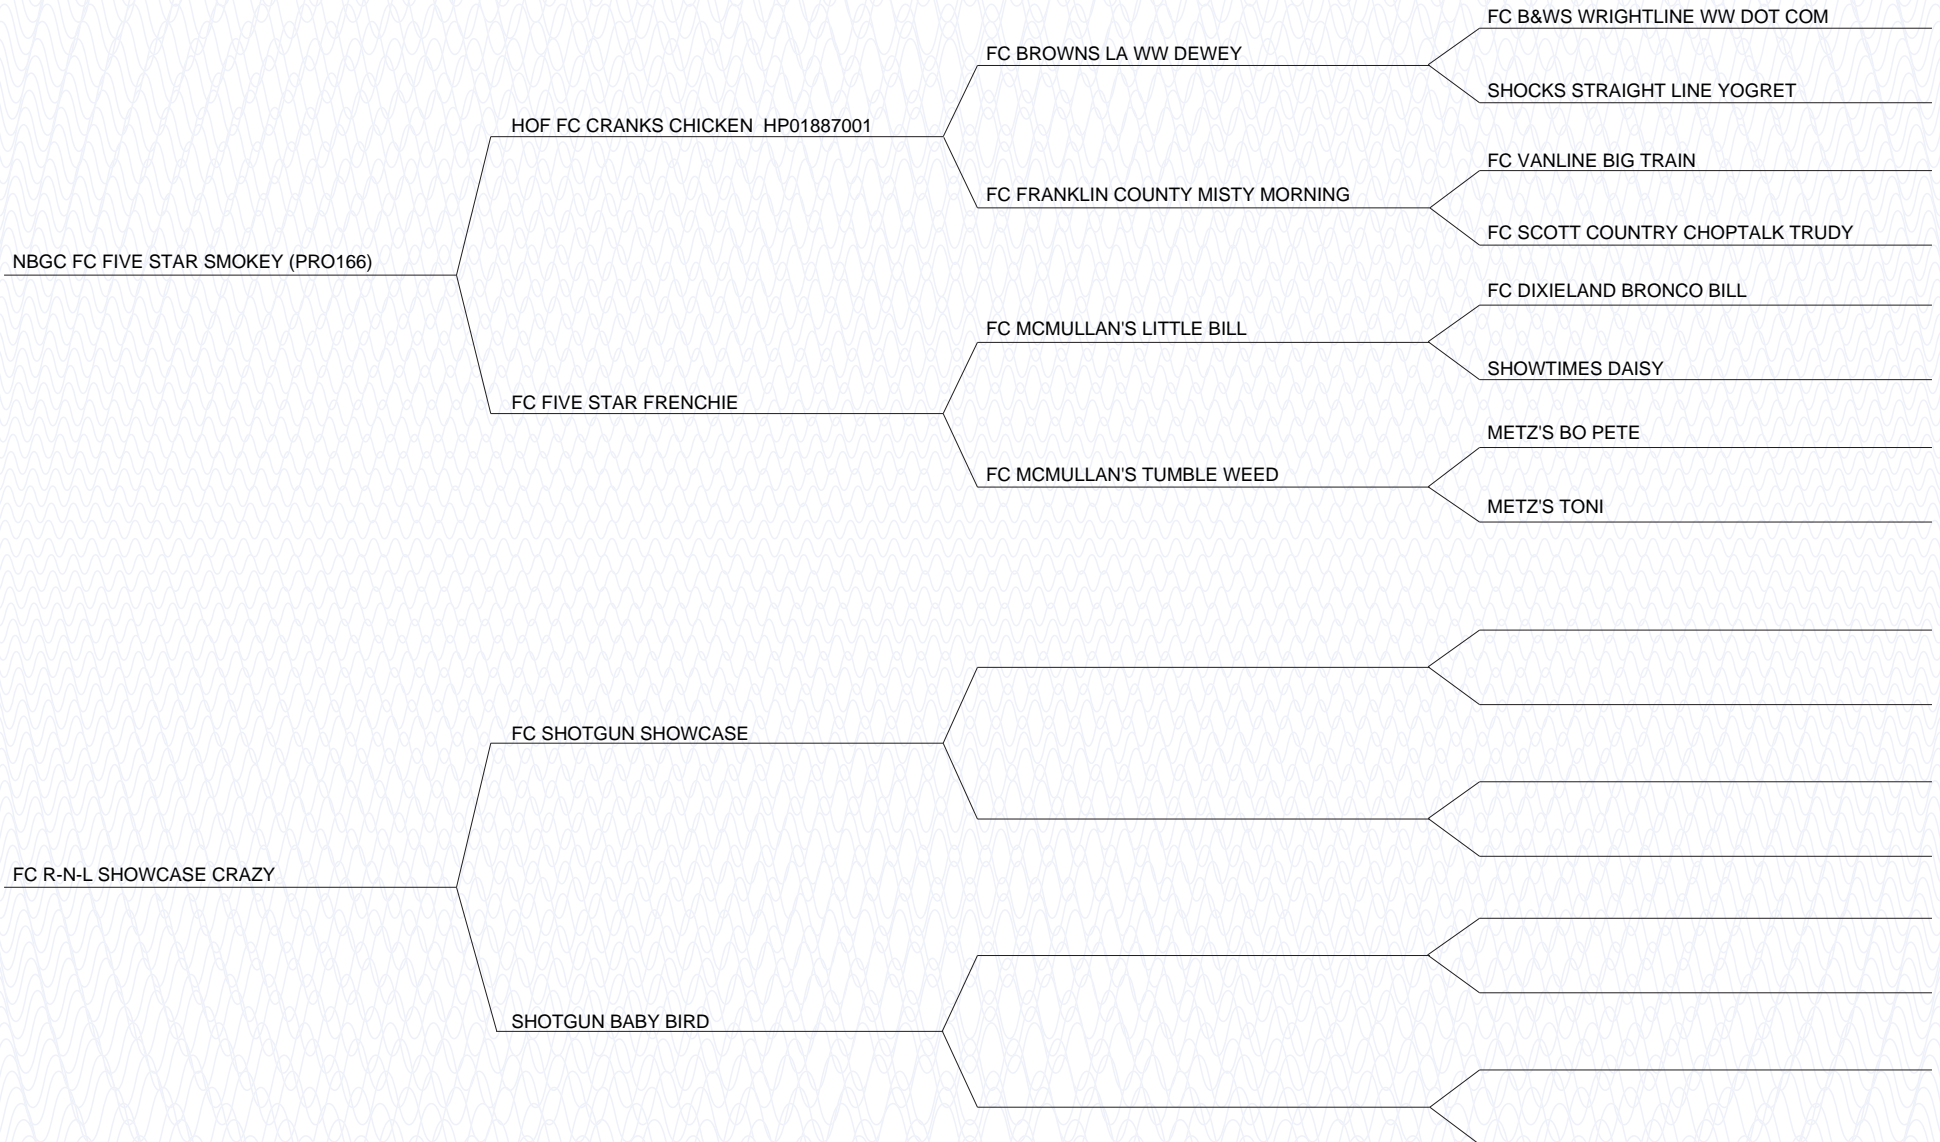 FC B&WS WRIGHTLINE WW DOT COM
FC BROWNS LA WW DEWEY
SHOCKS STRAIGHT LINE YOGRET
HOF FC CRANKS CHICKEN  HP01887001
FC VANLINE BIG TRAIN
FC FRANKLIN COUNTY MISTY MORNING
FC SCOTT COUNTRY CHOPTALK TRUDY
NBGC FC FIVE STAR SMOKEY (PRO166)
FC DIXIELAND BRONCO BILL
FC MCMULLAN'S LITTLE BILL
SHOWTIMES DAISY
FC FIVE STAR FRENCHIE
METZ'S BO PETE
FC MCMULLAN'S TUMBLE WEED
METZ'S TONI
FC SHOTGUN SHOWCASE
FC R-N-L SHOWCASE CRAZY
SHOTGUN BABY BIRD